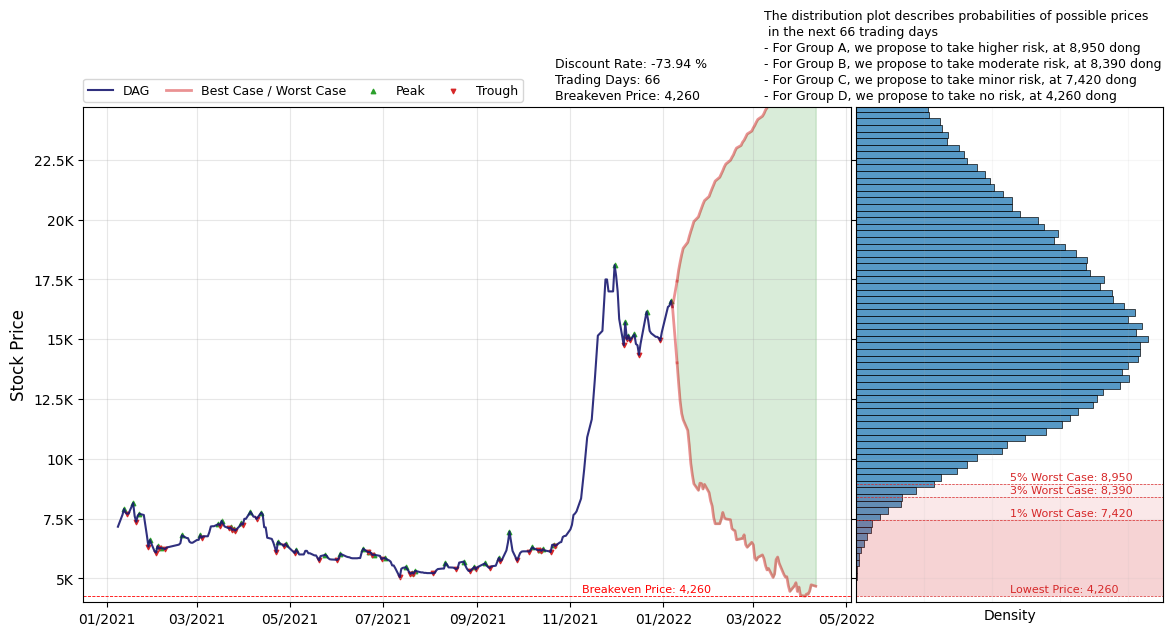 The distribution plot describes probabilities of possible prices
in the next 66 trading days
- For Group A, we propose to take higher risk, at 8,950 dong
- For Group B, we propose to take moderate risk, at 8,390 dong
- For Group C, we propose to take minor risk, at 7,420 dong
- For Group D, we propose to take no risk, at 4,260 dong
Discount Rate: -73.94 %
Trading Days: 66
Breakeven Price: 4,260
DAG
Best Case / Worst Case
Peak
Trough
Stock Price
22.5K
20K
17.5K
15K
12.5K
10K
7.5K
5K
Breakeven Price: 4,260
5% Worst Case: 8,950
3% Worst Case: 8,390
1% Worst Case: 7,420
Lowest Price: 4,260
01/2021
03/2021
05/2021
07/2021
09/2021
11/2021
01/2022
03/2022
05/2022
Density